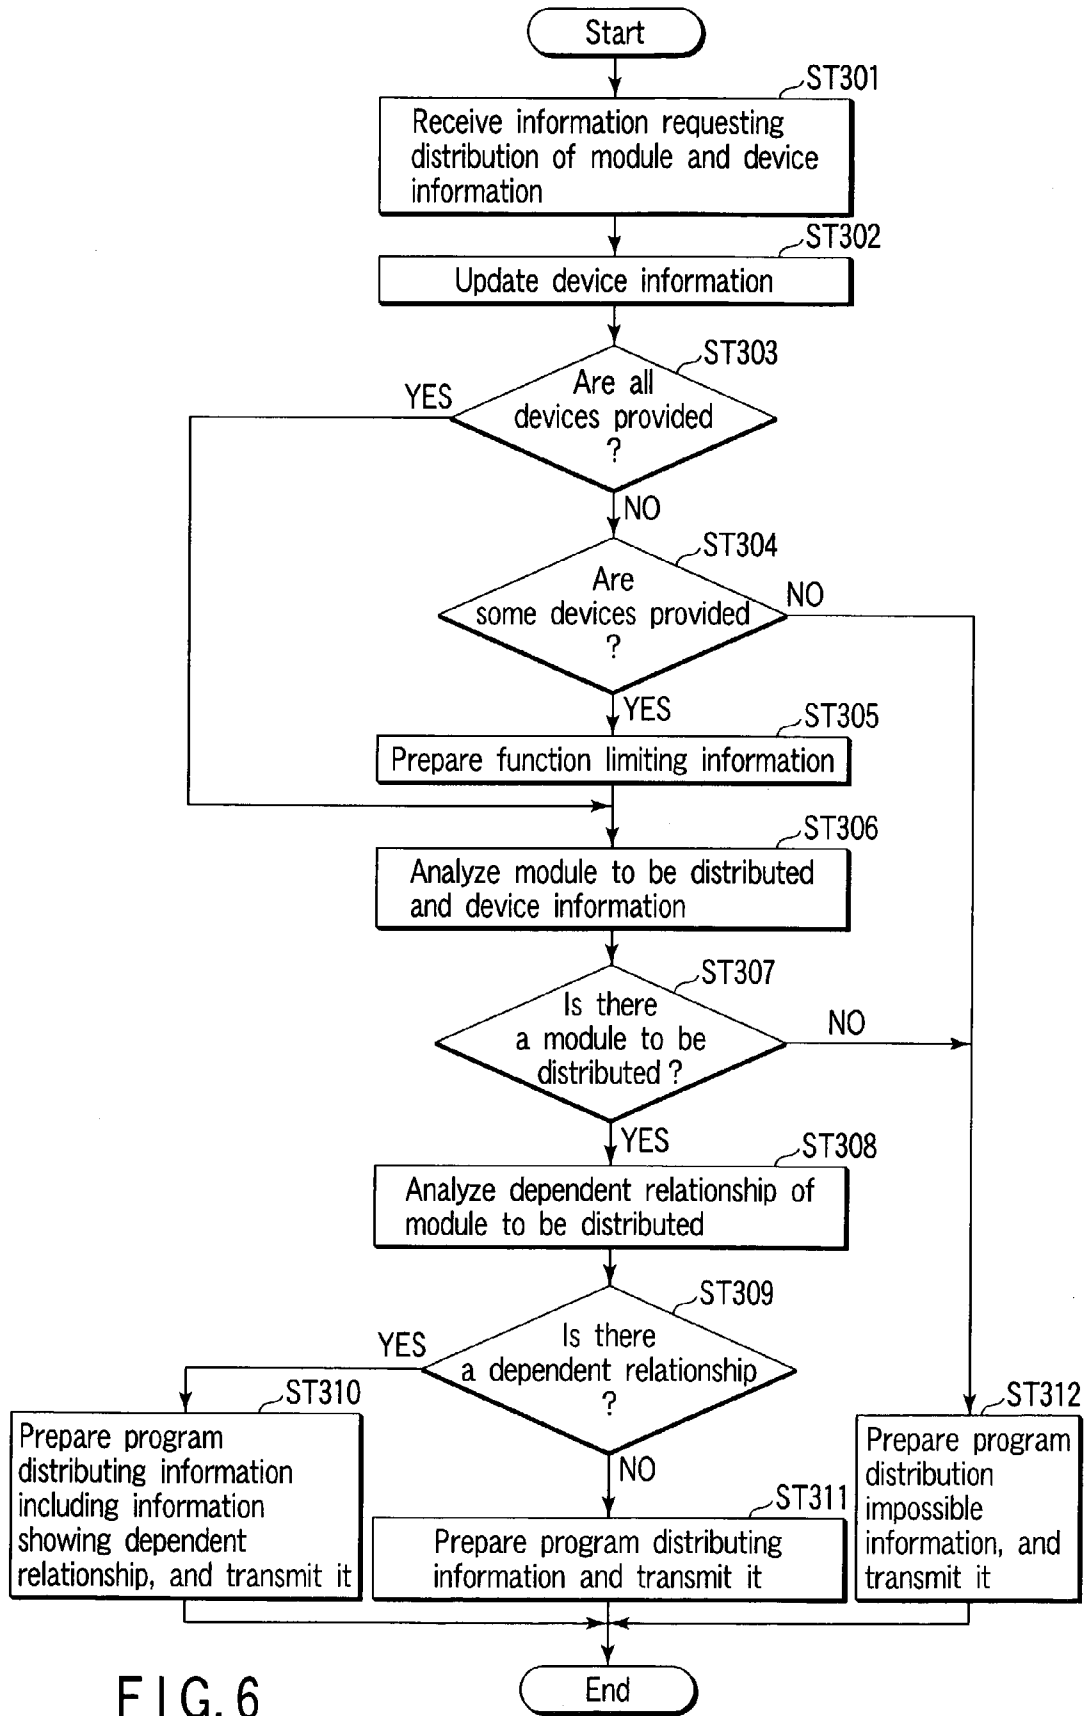 Start
ST301
Receive information requesting
distribution of module and device
information
ST302
Update device information
ST303
Are all
devices provided
?
YES
NO
ST304
Are
some devices provided
?
NO
YES
ST305
Prepare function limiting information
ST306
Analyze module to be distributed
and device information
ST307
Is there
a module to be
distributed ?
NO
YES
ST308
Analyze dependent relationship of
module to be distributed
ST309
Is there
a dependent relationship
?
YES
NO
ST310
Prepare program
distributing information
including information
showing dependent
relationship, and transmit it
ST311
Prepare program distributing
information and transmit it
ST312
Prepare program
distribution
impossible
information, and
transmit it
End
FIG. 6